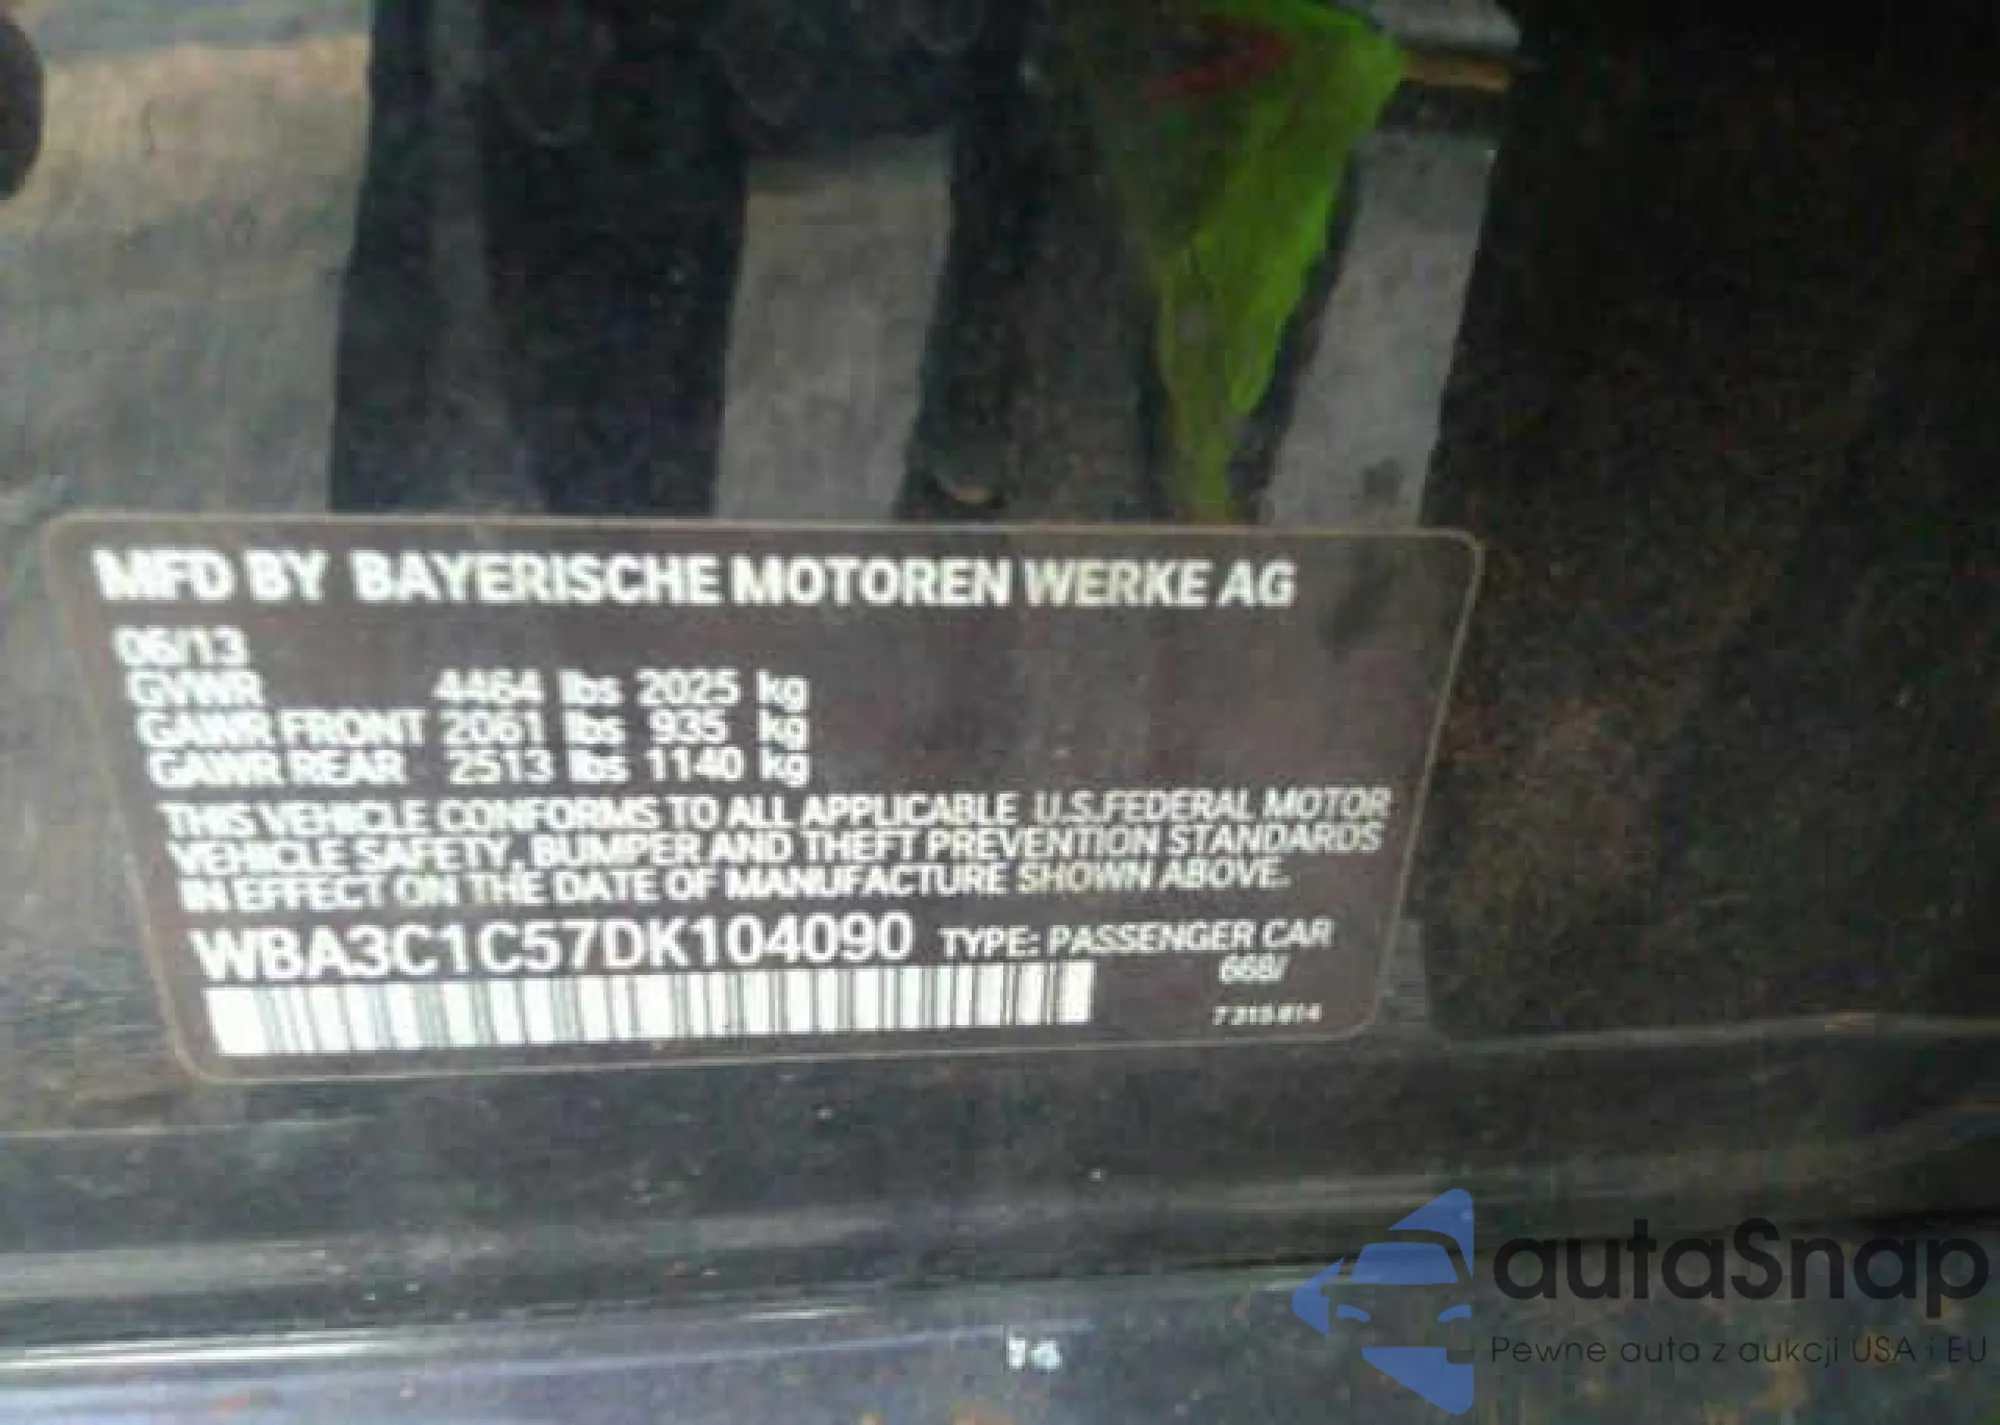 MFD BY BAYERISCHE MOTOREN WERKE AG
06/13
GVWR 4464 lbs 2025 kg
GAWR FRONT 2061 lbs 935 kg
GAWR REAR 2513 lbs 1140 kg
THIS VEHICLE CONFORMS TO ALL APPLICABLE U.S.FEDERAL MOTOR
VEHICLE SAFETY, BUMPER AND THEFT PREVENTION STANDARDS
IN EFFECT ON THE DATE OF MANUFACTURE SHOWN ABOVE.
WBA3C1C57DK104090 TYPE: PASSENGER CAR
668/
7315814
autaSnap
Pewne auta z aukcji USA i EU